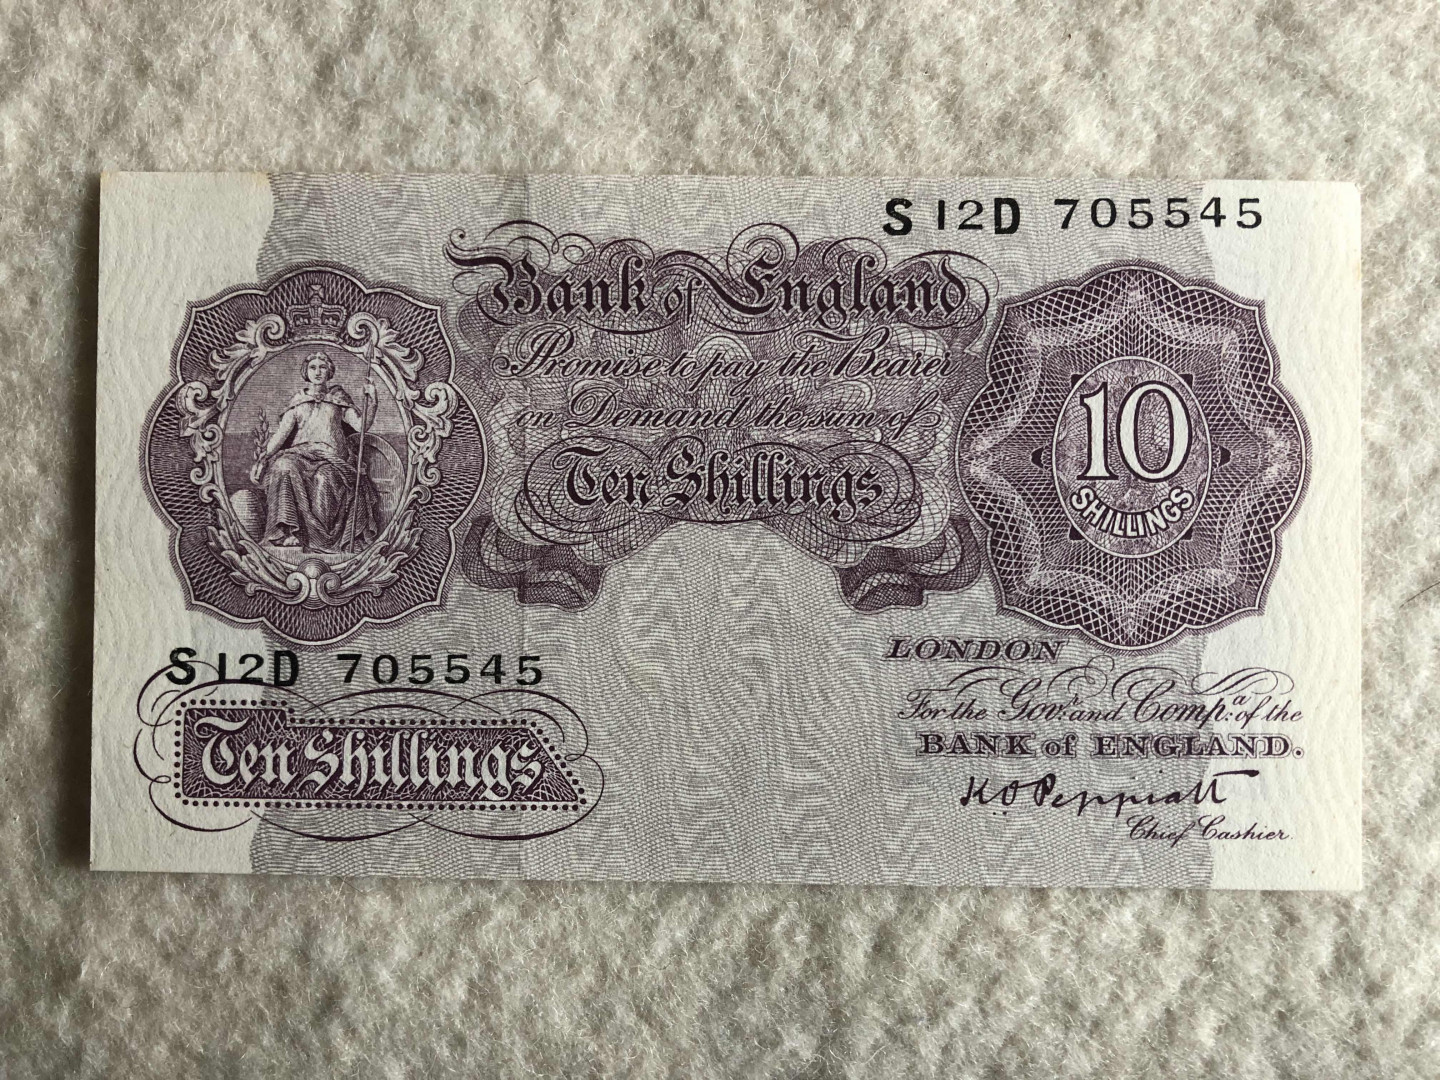 S12D 705545
Bank of England
Promise to pay the Bearer
on Demand the sum of
Ten Shillings
10
SHILLINGS
S12D 705545
Ten Shillings
LONDON
For the Govr. and Compa. of the
BANK of ENGLAND.
K O Peppiatt
Chief Cashier.